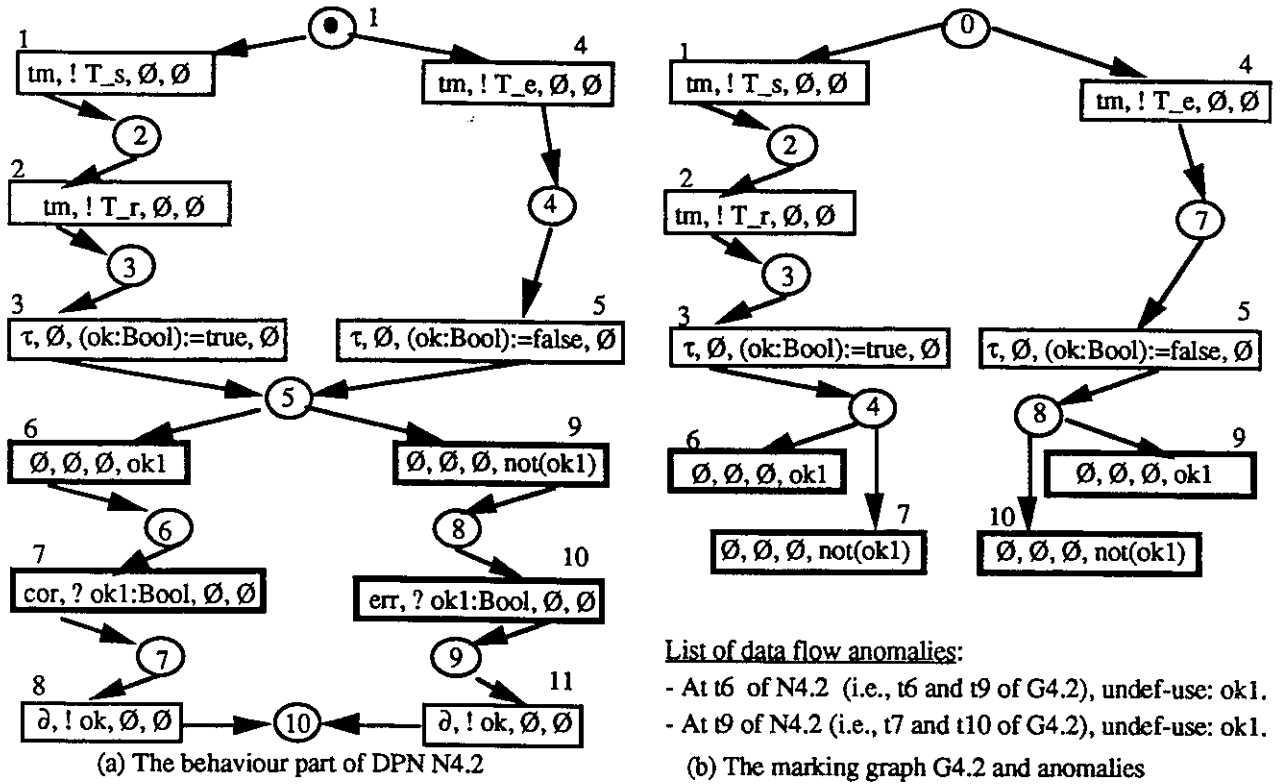 1
1
tm, ! T_s, Ø, Ø
4
tm, ! T_e, Ø, Ø
2
2
tm, ! T_r, Ø, Ø
4
3
3
τ, Ø, (ok:Bool):=true, Ø
5
τ, Ø, (ok:Bool):=false, Ø
5
6
Ø, Ø, Ø, ok1
9
Ø, Ø, Ø, not(ok1)
6
8
7
cor, ? ok1:Bool, Ø, Ø
10
err, ? ok1:Bool, Ø, Ø
7
9
8
∂, ! ok, Ø, Ø
10
11
∂, ! ok, Ø, Ø
(a) The behaviour part of DPN N4.2
0
1
tm, ! T_s, Ø, Ø
4
tm, ! T_e, Ø, Ø
2
2
tm, ! T_r, Ø, Ø
7
3
3
τ, Ø, (ok:Bool):=true, Ø
5
τ, Ø, (ok:Bool):=false, Ø
4
8
6
Ø, Ø, Ø, ok1
9
Ø, Ø, Ø, ok1
7
Ø, Ø, Ø, not(ok1)
10
Ø, Ø, Ø, not(ok1)
List of data flow anomalies:
- At t6 of N4.2 (i.e., t6 and t9 of G4.2), undef-use: ok1.
- At t9 of N4.2 (i.e., t7 and t10 of G4.2), undef-use: ok1.
(b) The marking graph G4.2 and anomalies